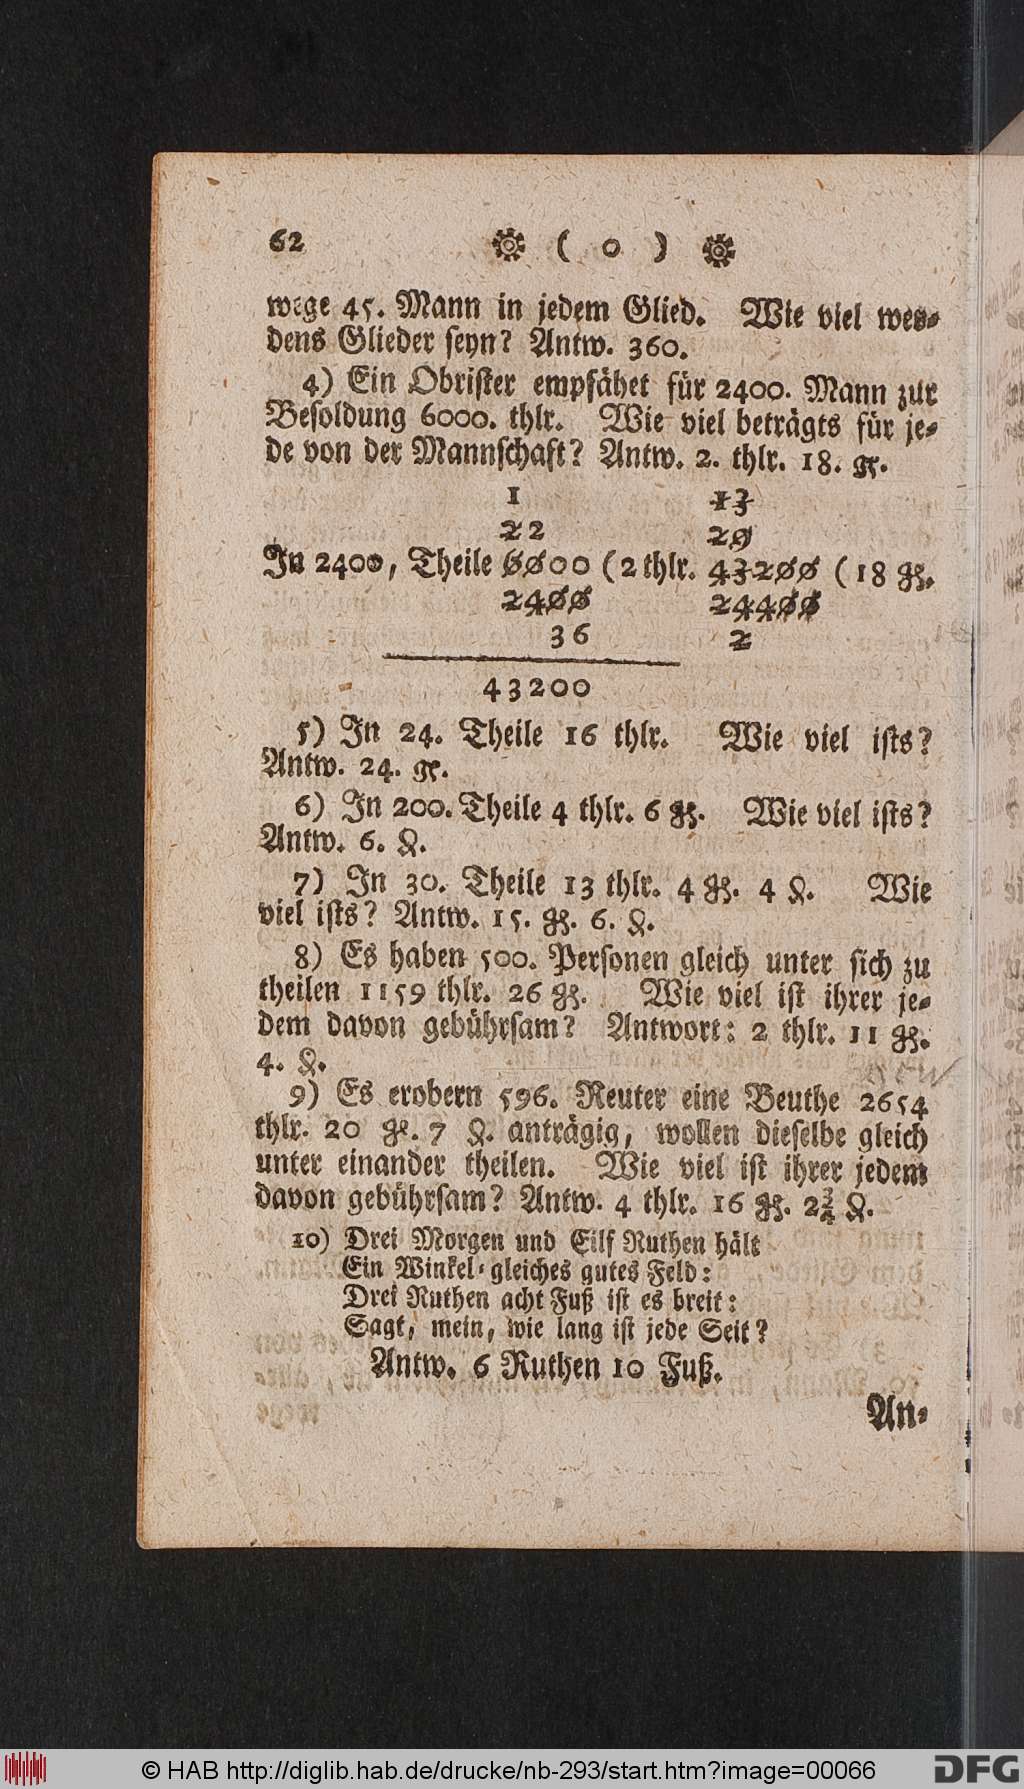 62 ( o )
wege 45. Mann in jedem Glied. Wie viel wer⸗
dens Glieder seyn? Antw. 360.
4) Ein Obrister empfähet für 2400. Mann zur
Besoldung 6000. thlr. Wie viel beträgts für je⸗
de von der Mannschaft? Antw. 2. thlr. 18. gr.
1 13
22 29
In 2400, Theile 6000 (2 thlr. 43200 (18 gr.
2400 24400
36 2
43200
5) In 24. Theile 16 thlr. Wie viel ists?
Antw. 24. gr.
6) In 200. Theile 4 thlr. 6 gr. Wie viel ists?
Antw. 6. ₰.
7) In 30. Theile 13 thlr. 4 gr. 4 ₰. Wie
viel ists? Antw. 15. gr. 6. ₰.
8) Es haben 500. Personen gleich unter sich zu
theilen 1159 thlr. 26 gr. Wie viel ist ihrer je⸗
dem davon gebührsam? Antwort: 2 thlr. 11 gr.
4. ₰.
9) Es erobern 596. Reuter eine Beuthe 2654
thlr. 20 gr. 7 ₰. anträgig, wollen dieselbe gleich
unter einander theilen. Wie viel ist ihrer jedem
davon gebührsam? Antw. 4 thlr. 16 gr. 2¾ ₰.
10) Drei Morgen und Eilf Ruthen hält
Ein Winkel⸗gleiches gutes Feld:
Drei Ruthen acht Fuß ist es breit:
Sagt, mein, wie lang ist jede Seit?
Antw. 6 Ruthen 10 Fuß.
An⸗
© HAB http://diglib.hab.de/drucke/nb-293/start.htm?image=00066
DFG